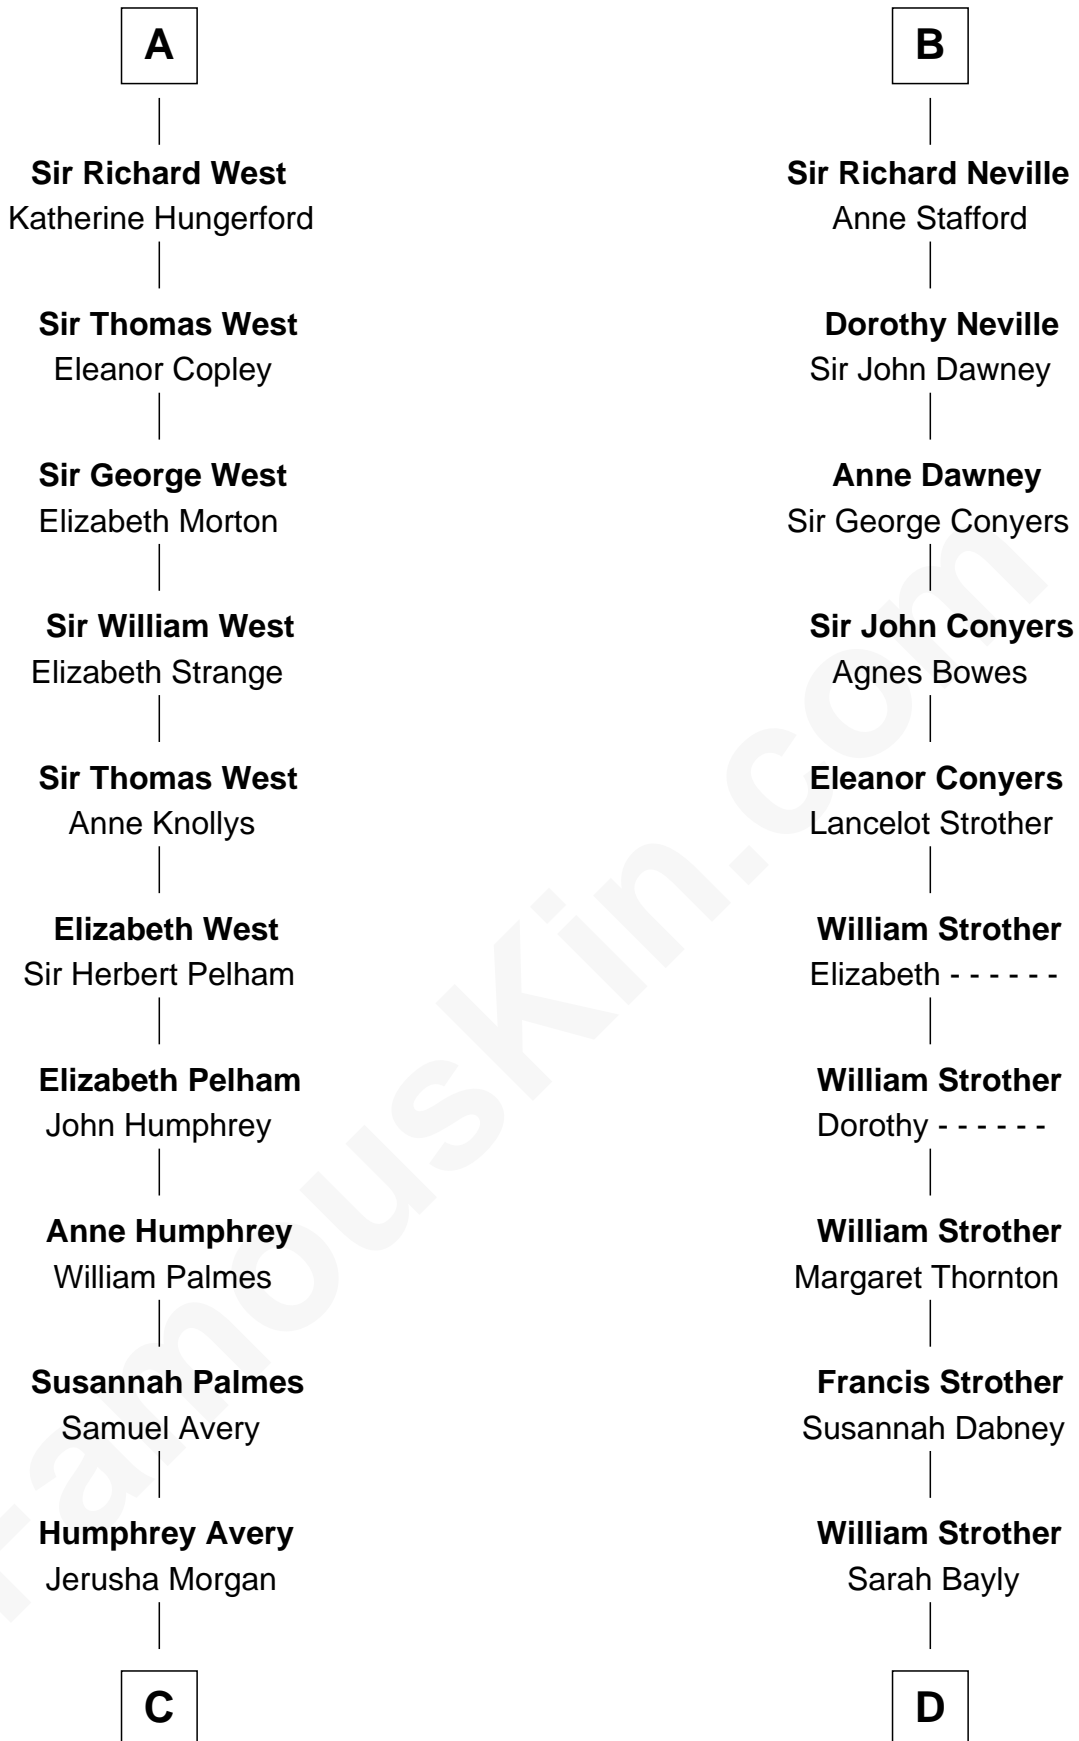 A
Sir Richard West
Katherine Hungerford
Sir Thomas West
Eleanor Copley
Sir George West
Elizabeth Morton
Sir William West
Elizabeth Strange
Sir Thomas West
Anne Knollys
Elizabeth West
Sir Herbert Pelham
Elizabeth Pelham
John Humphrey
Anne Humphrey
William Palmes
Susannah Palmes
Samuel Avery
Humphrey Avery
Jerusha Morgan
C
B
Sir Richard Neville
Anne Stafford
Dorothy Neville
Sir John Dawney
Anne Dawney
Sir George Conyers
Sir John Conyers
Agnes Bowes
Eleanor Conyers
Lancelot Strother
William Strother
Elizabeth - - - - - -
William Strother
Dorothy - - - - - -
William Strother
Margaret Thornton
Francis Strother
Susannah Dabney
William Strother
Sarah Bayly
D
FamousKin.com